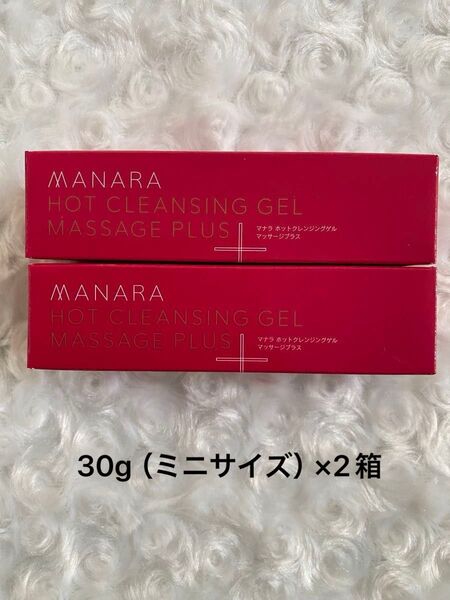 MANARA
HOT CLEANSING GEL
MASSAGE PLUS
マナラ ホットクレンジングゲル
マッサージプラス
MANARA
HOT CLEANSING GEL
MASSAGE PLUS
マナラ ホットクレンジングゲル
マッサージプラス
30g（ミニサイズ）×2箱